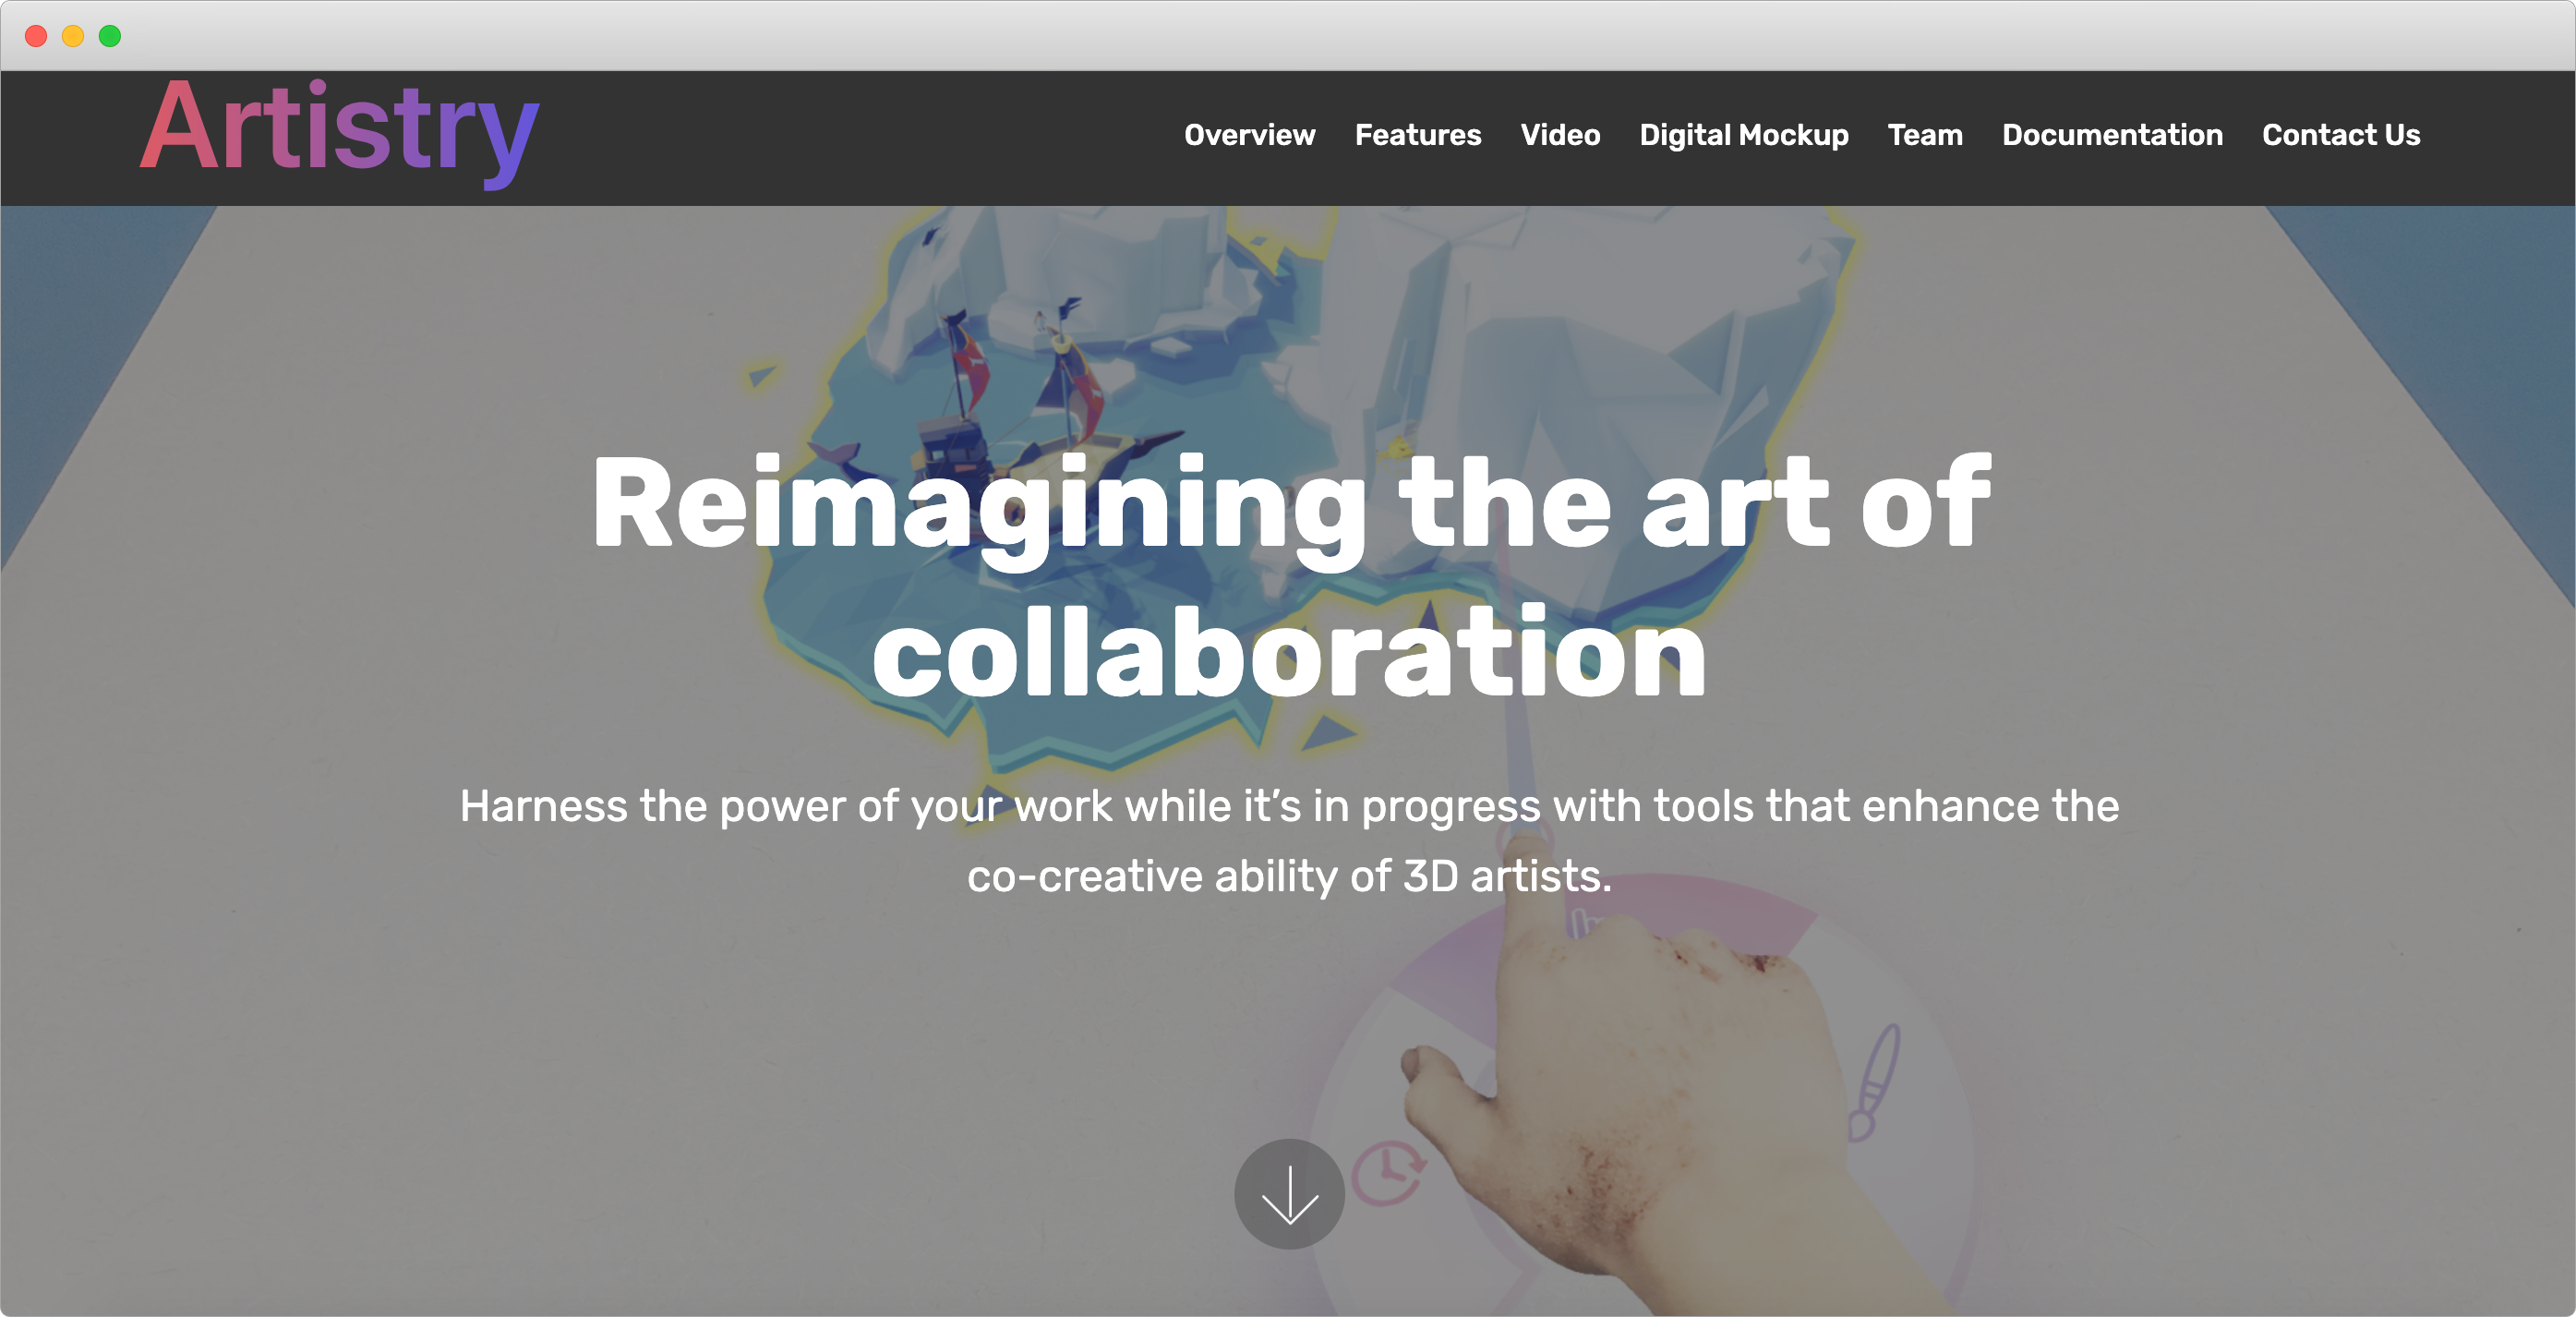 Artistry
Overview Features Video Digital Mockup Team Documentation Contact Us
Reimagining the art of
collaboration
Harness the power of your work while it’s in progress with tools that enhance the
co-creative ability of 3D artists.